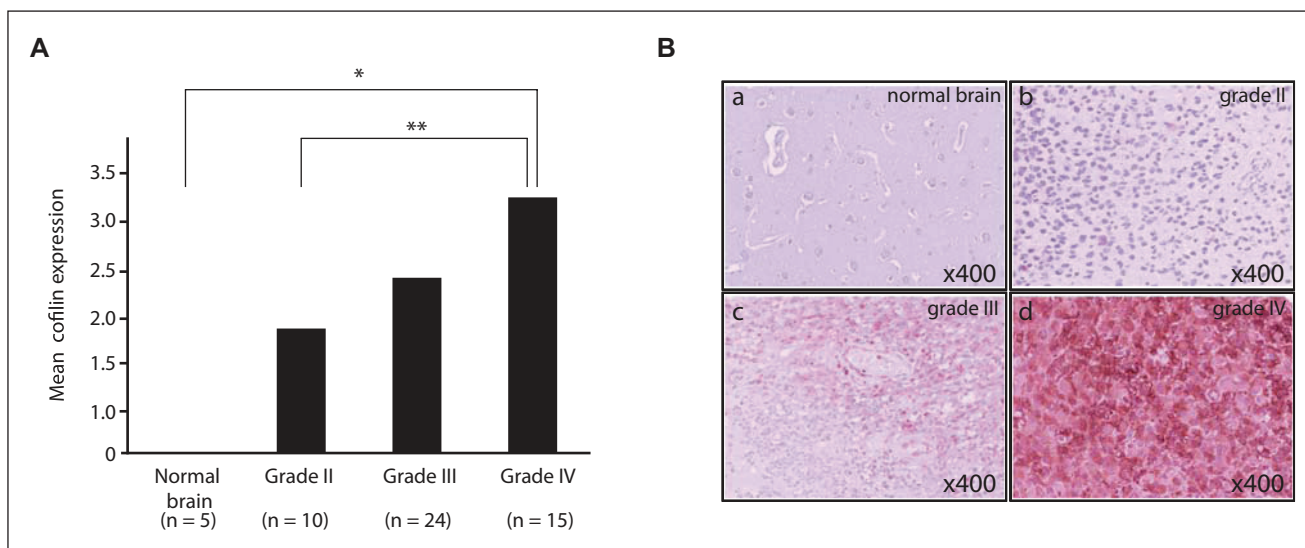 A
*
**
Mean cofilin expression
3.5
3.0
2.5
2.0
1.5
1.0
0
Normal brain
Grade II
Grade III
Grade IV
(n = 5)
(n = 10)
(n = 24)
(n = 15)
B
a
normal brain
x400
b
grade II
x400
c
grade III
x400
d
grade IV
x400